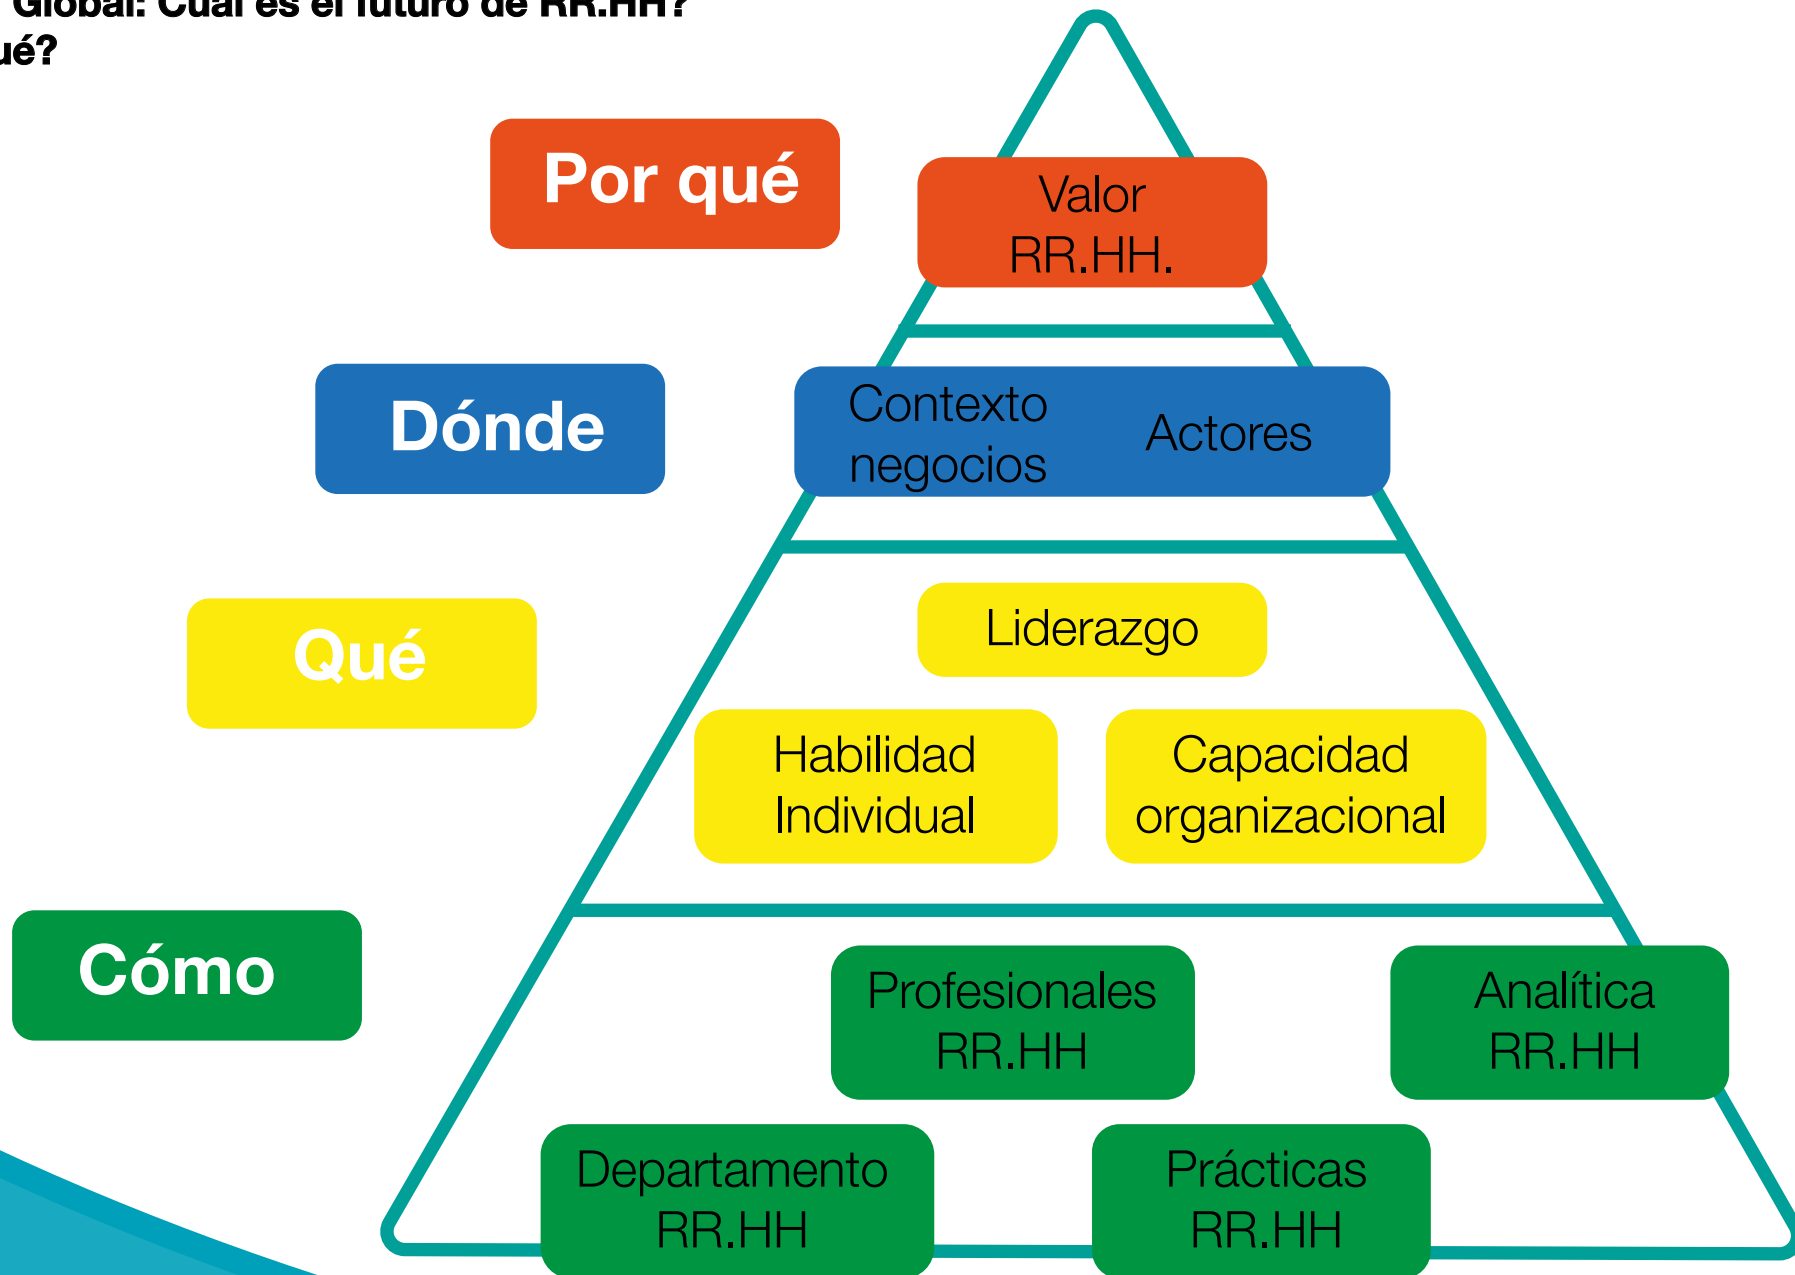 Global: Cuál es el futuro de RR.HH?
ué?
Por qué
Valor
RR.HH.
Dónde
Contexto
negocios
Actores
Qué
Liderazgo
Habilidad
Individual
Capacidad
organizacional
Cómo
Profesionales
RR.HH
Analítica
RR.HH
Departamento
RR.HH
Prácticas
RR.HH